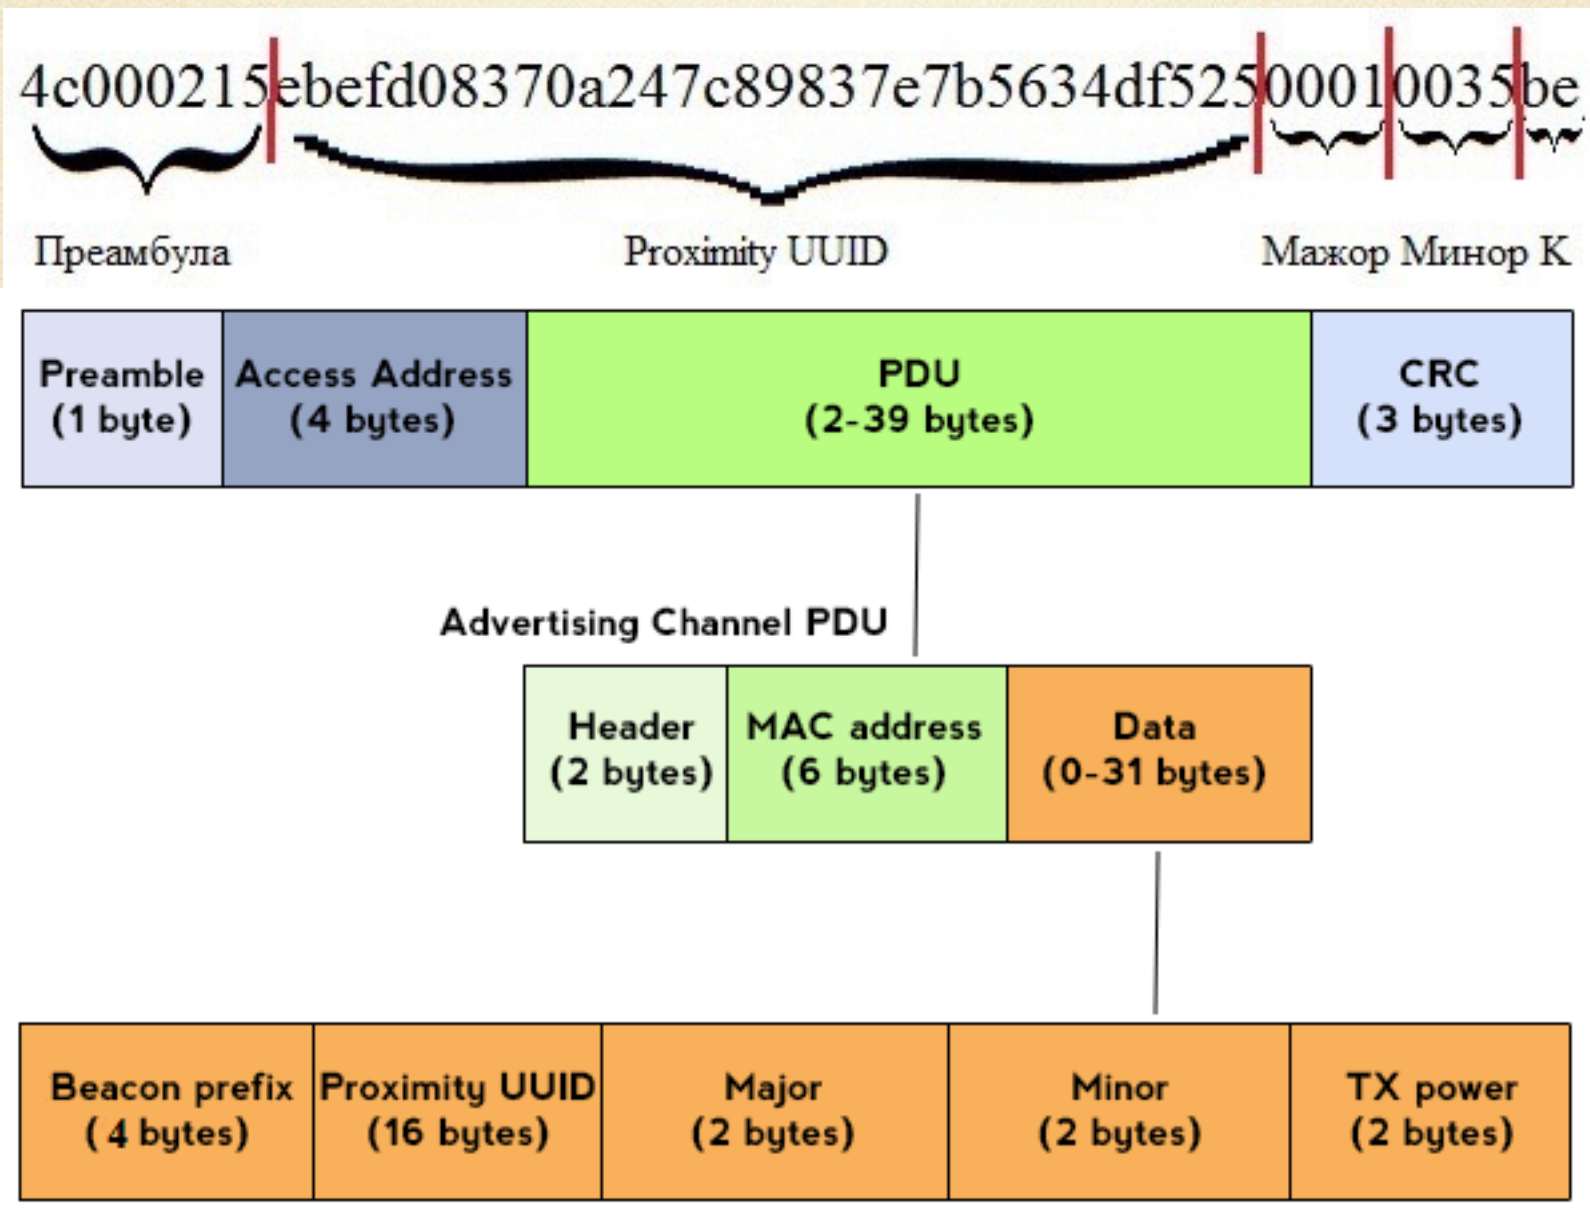 4c000215ebefd08370a247c89837e7b5634df52500010035be
Преамбула Proximity UUID Мажор Минор K
Preamble Access Address PDU CRC
(1 byte) (4 bytes) (2-39 bytes) (3 bytes)
Advertising Channel PDU
Header MAC address Data
(2 bytes) (6 bytes) (0-31 bytes)
Beacon prefix Proximity UUID Major Minor TX power
(4 bytes) (16 bytes) (2 bytes) (2 bytes) (2 bytes)